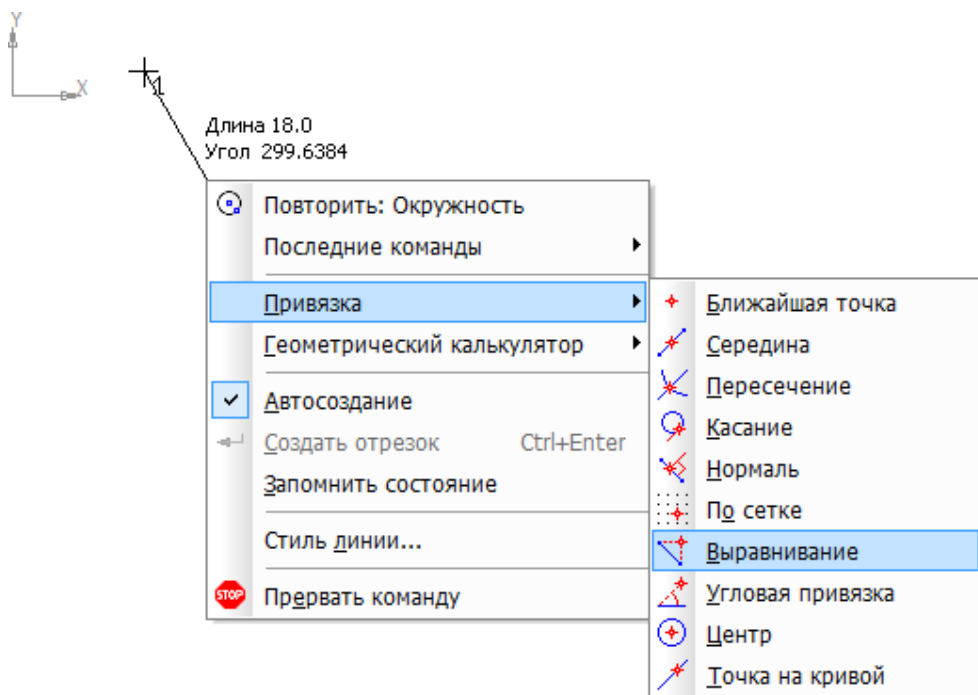 Y
X
1
Длина 18.0
Угол 299.6384
Повторить: Окружность
Последние команды
Привязка
Геометрический калькулятор
Автосоздание
Создать отрезок Ctrl+Enter
Запомнить состояние
Стиль линии...
STOP Прервать команду
Ближайшая точка
Середина
Пересечение
Касание
Нормаль
По сетке
Выравнивание
Угловая привязка
Центр
Точка на кривой